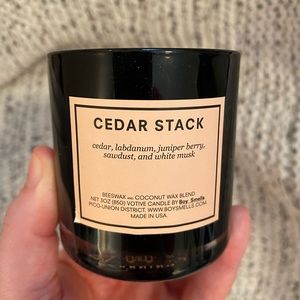 CEDAR STACK
cedar, labdanum, juniper berry,
sawdust, and white musk
BEESWAX AND COCONUT WAX BLEND
NET 3OZ (85G) VOTIVE CANDLE BY Boy Smells
PICO-UNION DISTRICT. WWW.BOYSMELLS.COM
MADE IN USA.